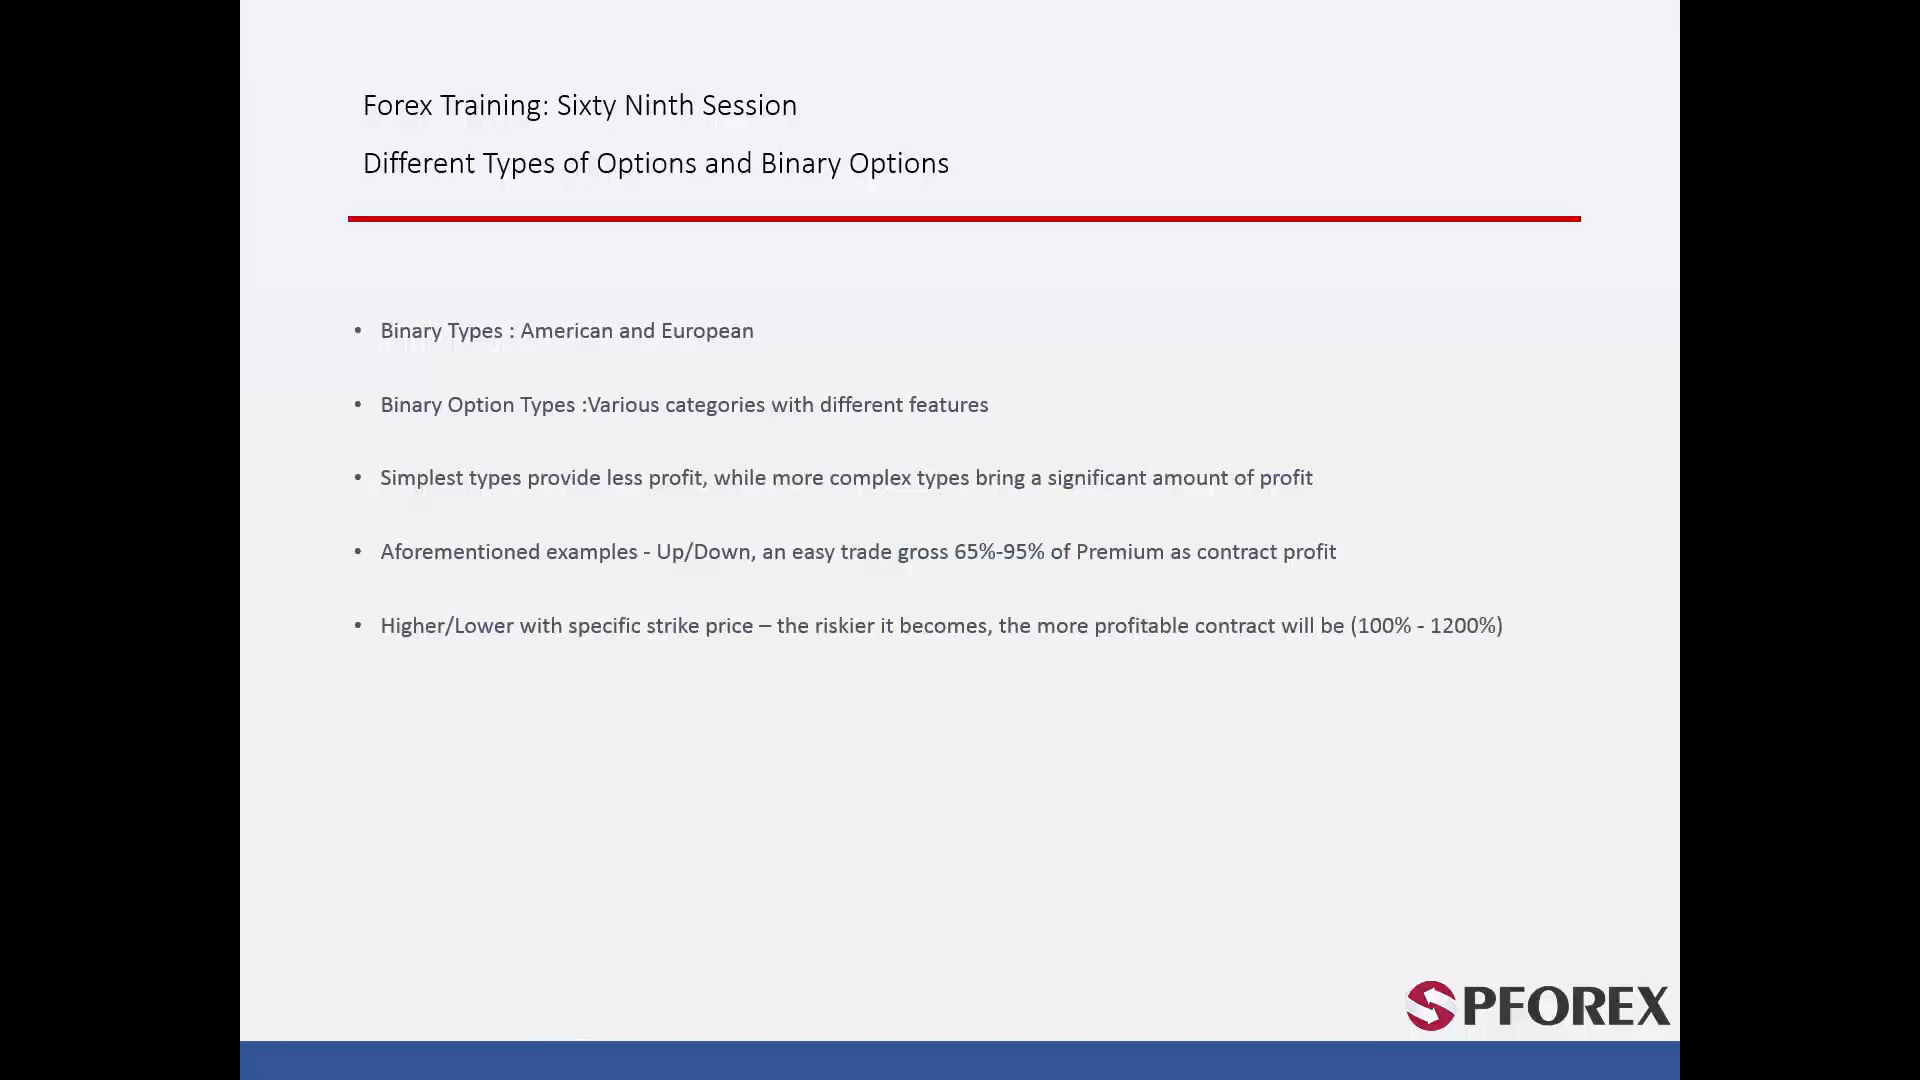 Forex Training: Sixty Ninth Session
Different Types of Options and Binary Options
• Binary Types : American and European
• Binary Option Types :Various categories with different features
• Simplest types provide less profit, while more complex types bring a significant amount of profit
• Aforementioned examples - Up/Down, an easy trade gross 65%-95% of Premium as contract profit
• Higher/Lower with specific strike price – the riskier it becomes, the more profitable contract will be (100% - 1200%)
PFOREX